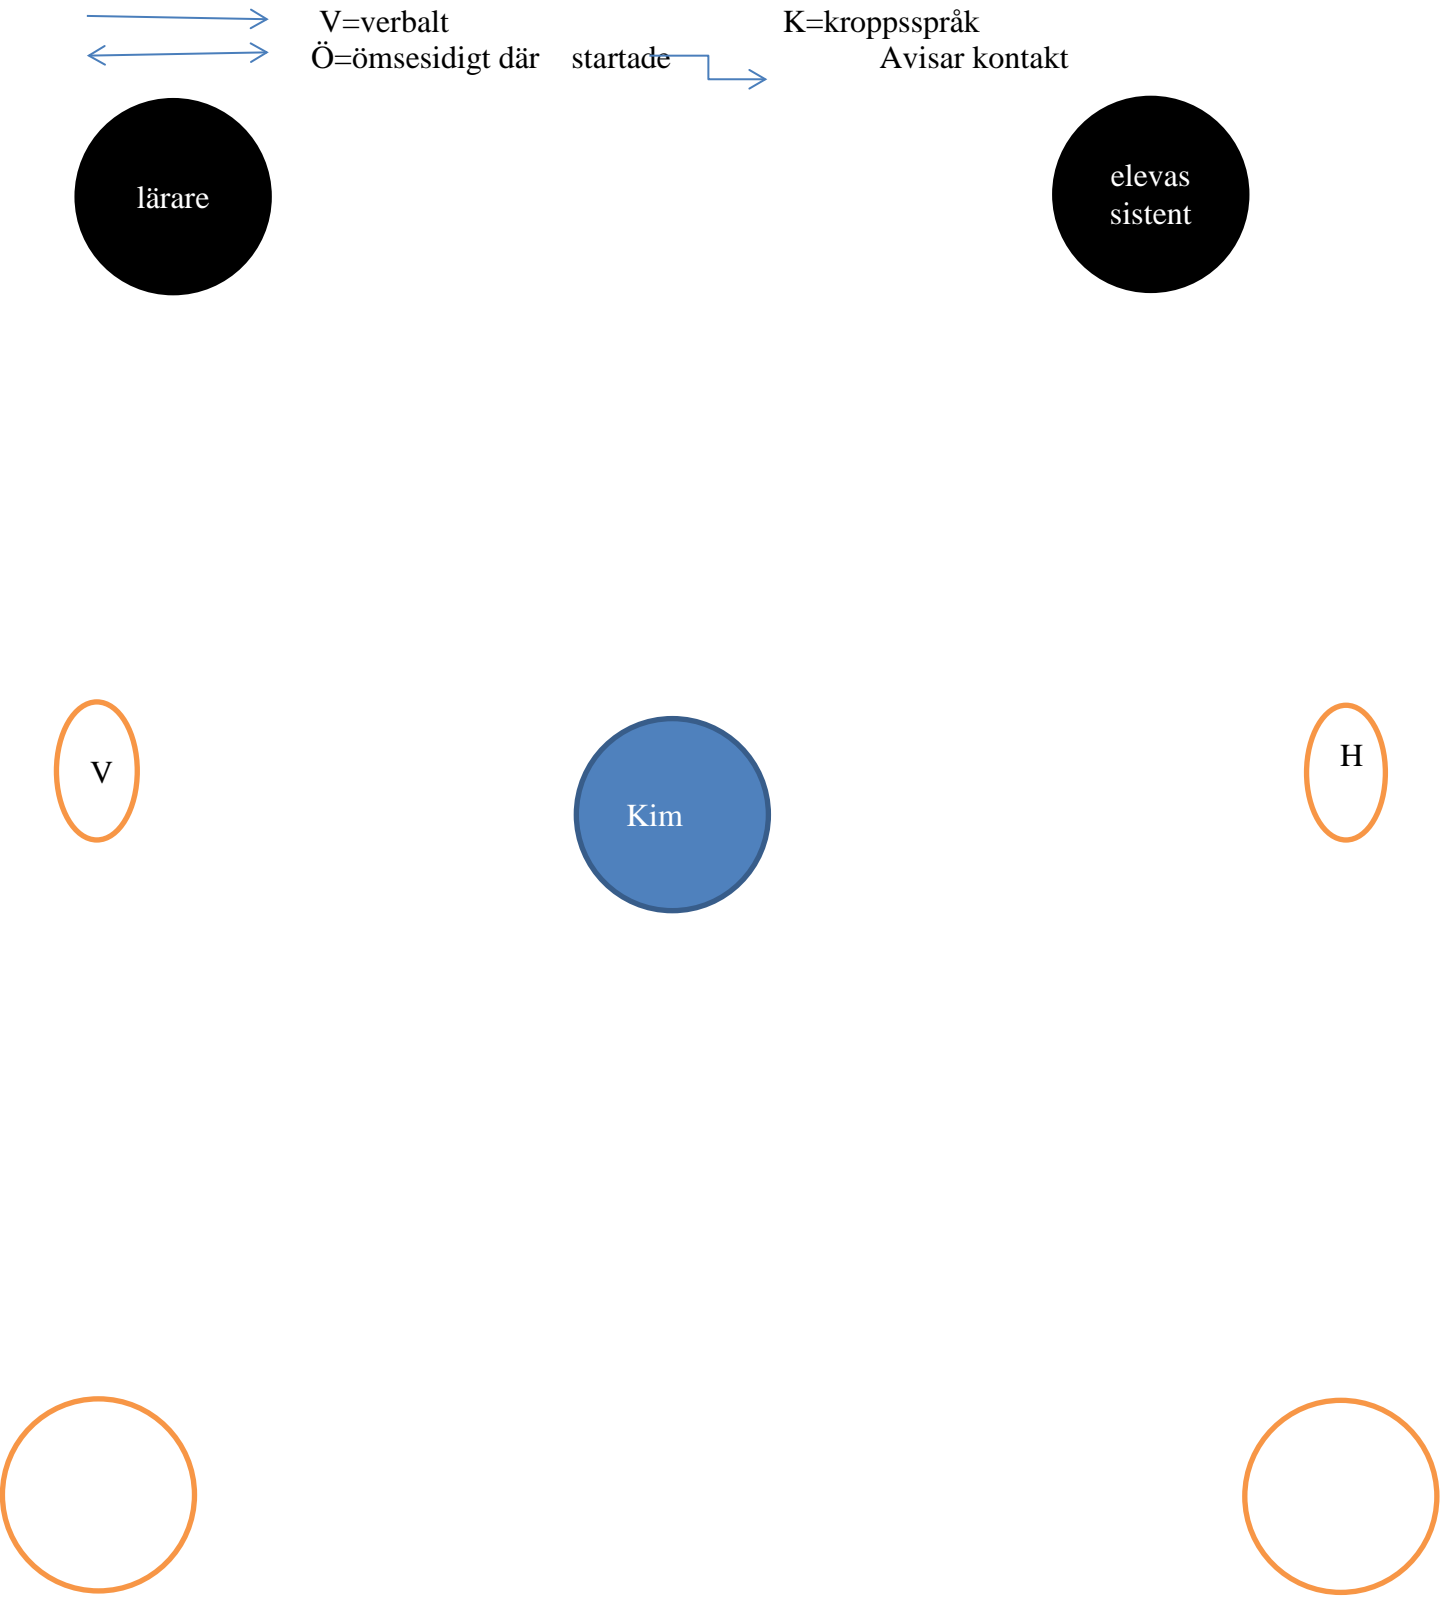 V=verbalt K=kroppsspråk
Ö=ömsesidigt där startade Avisar kontakt
lärare
elevas
sistent
V
H
Kim